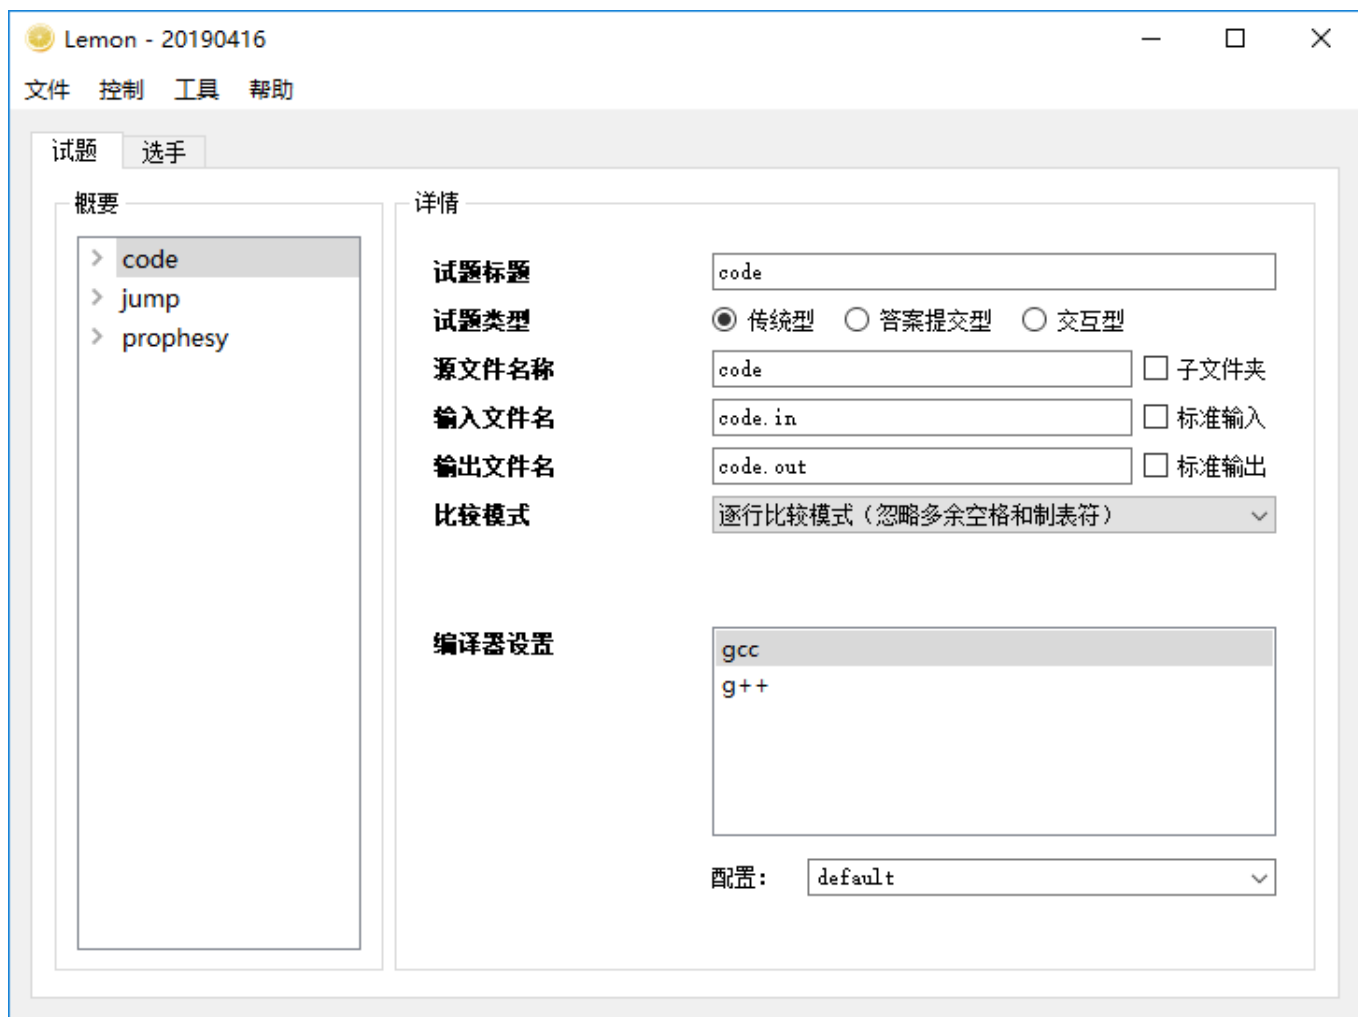 Lemon - 20190416
文件 控制 工具 帮助
试题 选手
概要
code
jump
prophesy
详情
试题标题 code
试题类型 传统型 答案提交型 交互型
源文件名称 code 子文件夹
输入文件名 code.in 标准输入
输出文件名 code.out 标准输出
比较模式 逐行比较模式（忽略多余空格和制表符）
编译器设置 gcc
g++
配置： default